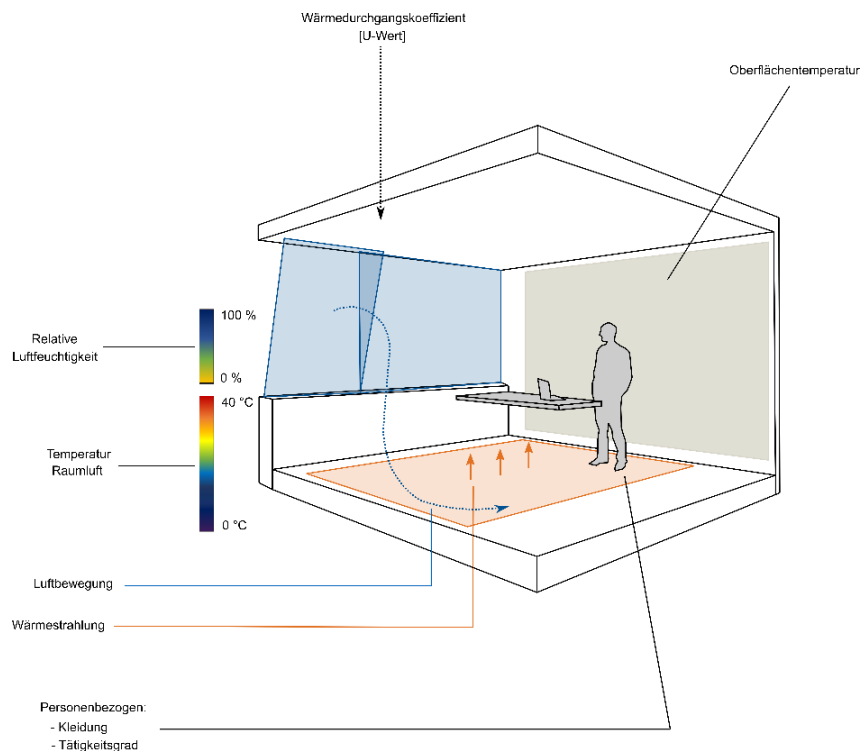 Wärmedurchgangskoeffizient
[U-Wert]
Oberflächentemperatur
100 %
Relative
Luftfeuchtigkeit
0 %
40 °C
Temperatur
Raumluft
0 °C
Luftbewegung
Wärmestrahlung
Personenbezogen:
- Kleidung
- Tätigkeitsgrad